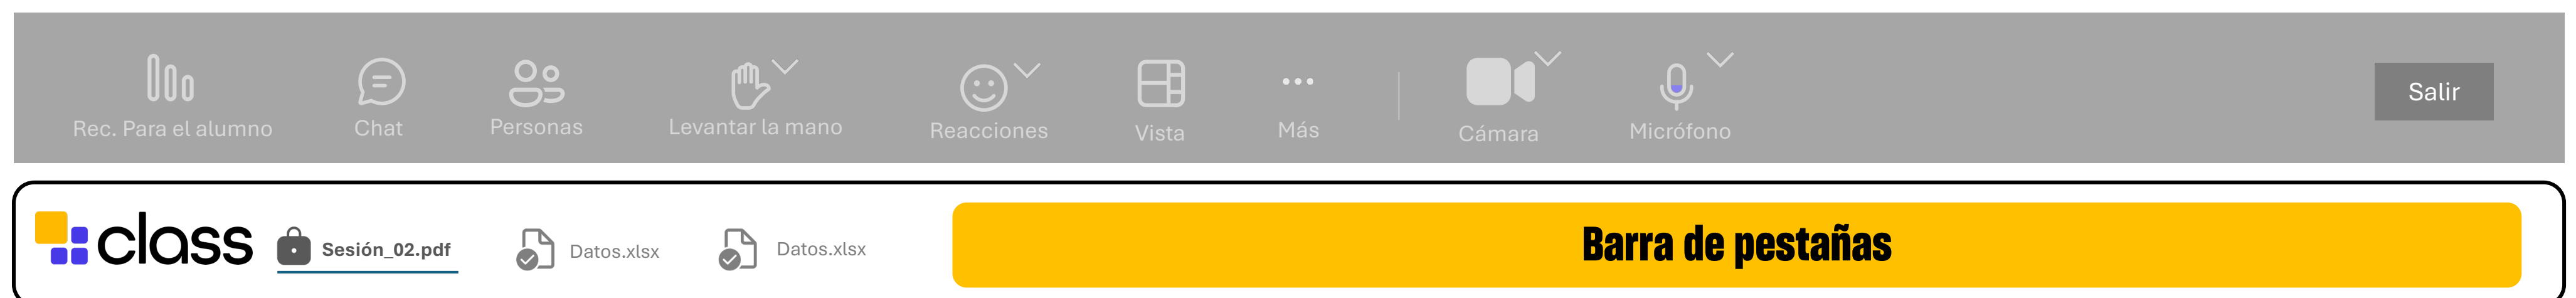 Rec. Para el alumno
Chat
Personas
Levantar la mano
Reacciones
Vista
Más
Cámara
Micrófono
Salir
class
Sesión_02.pdf
Datos.xlsx
Datos.xlsx
Barra de pestañas